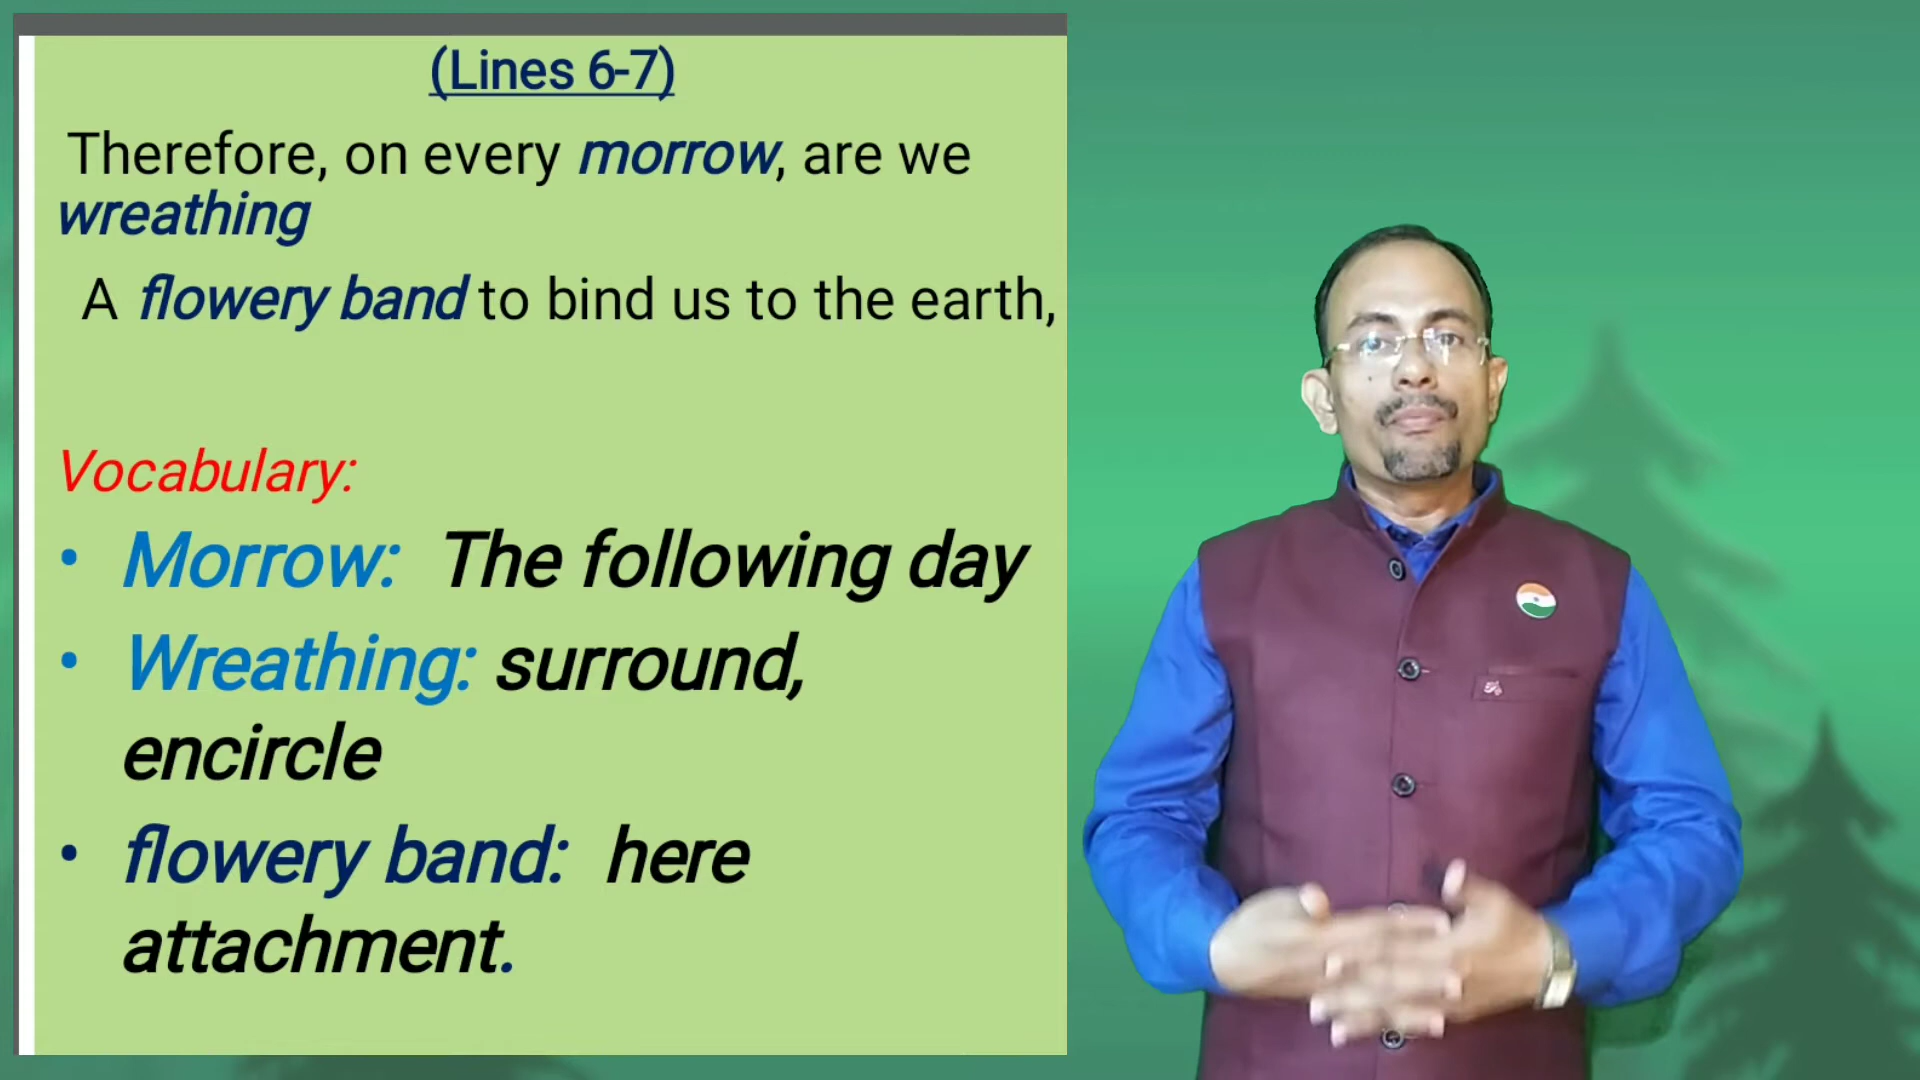 (Lines 6-7)
Therefore, on every morrow, are we
wreathing
A flowery band to bind us to the earth,
Vocabulary:
• Morrow: The following day
• Wreathing: surround,
encircle
• flowery band: here
attachment.